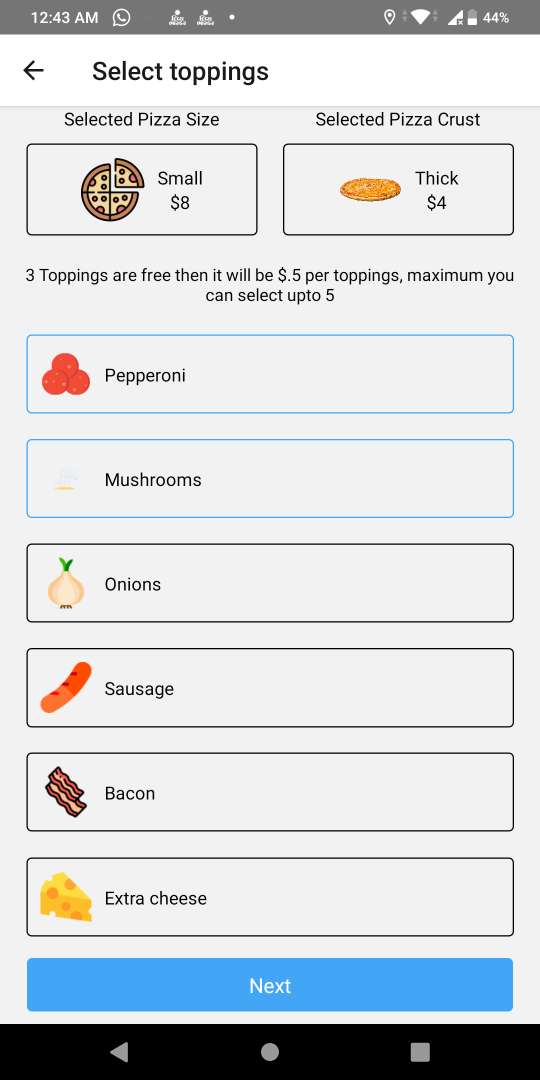 12:43 AM
44%
Select toppings
Selected Pizza Size
Selected Pizza Crust
Small
$8
Thick
$4
3 Toppings are free then it will be $.5 per toppings, maximum you
can select upto 5
Pepperoni
Mushrooms
Onions
Sausage
Bacon
Extra cheese
Next